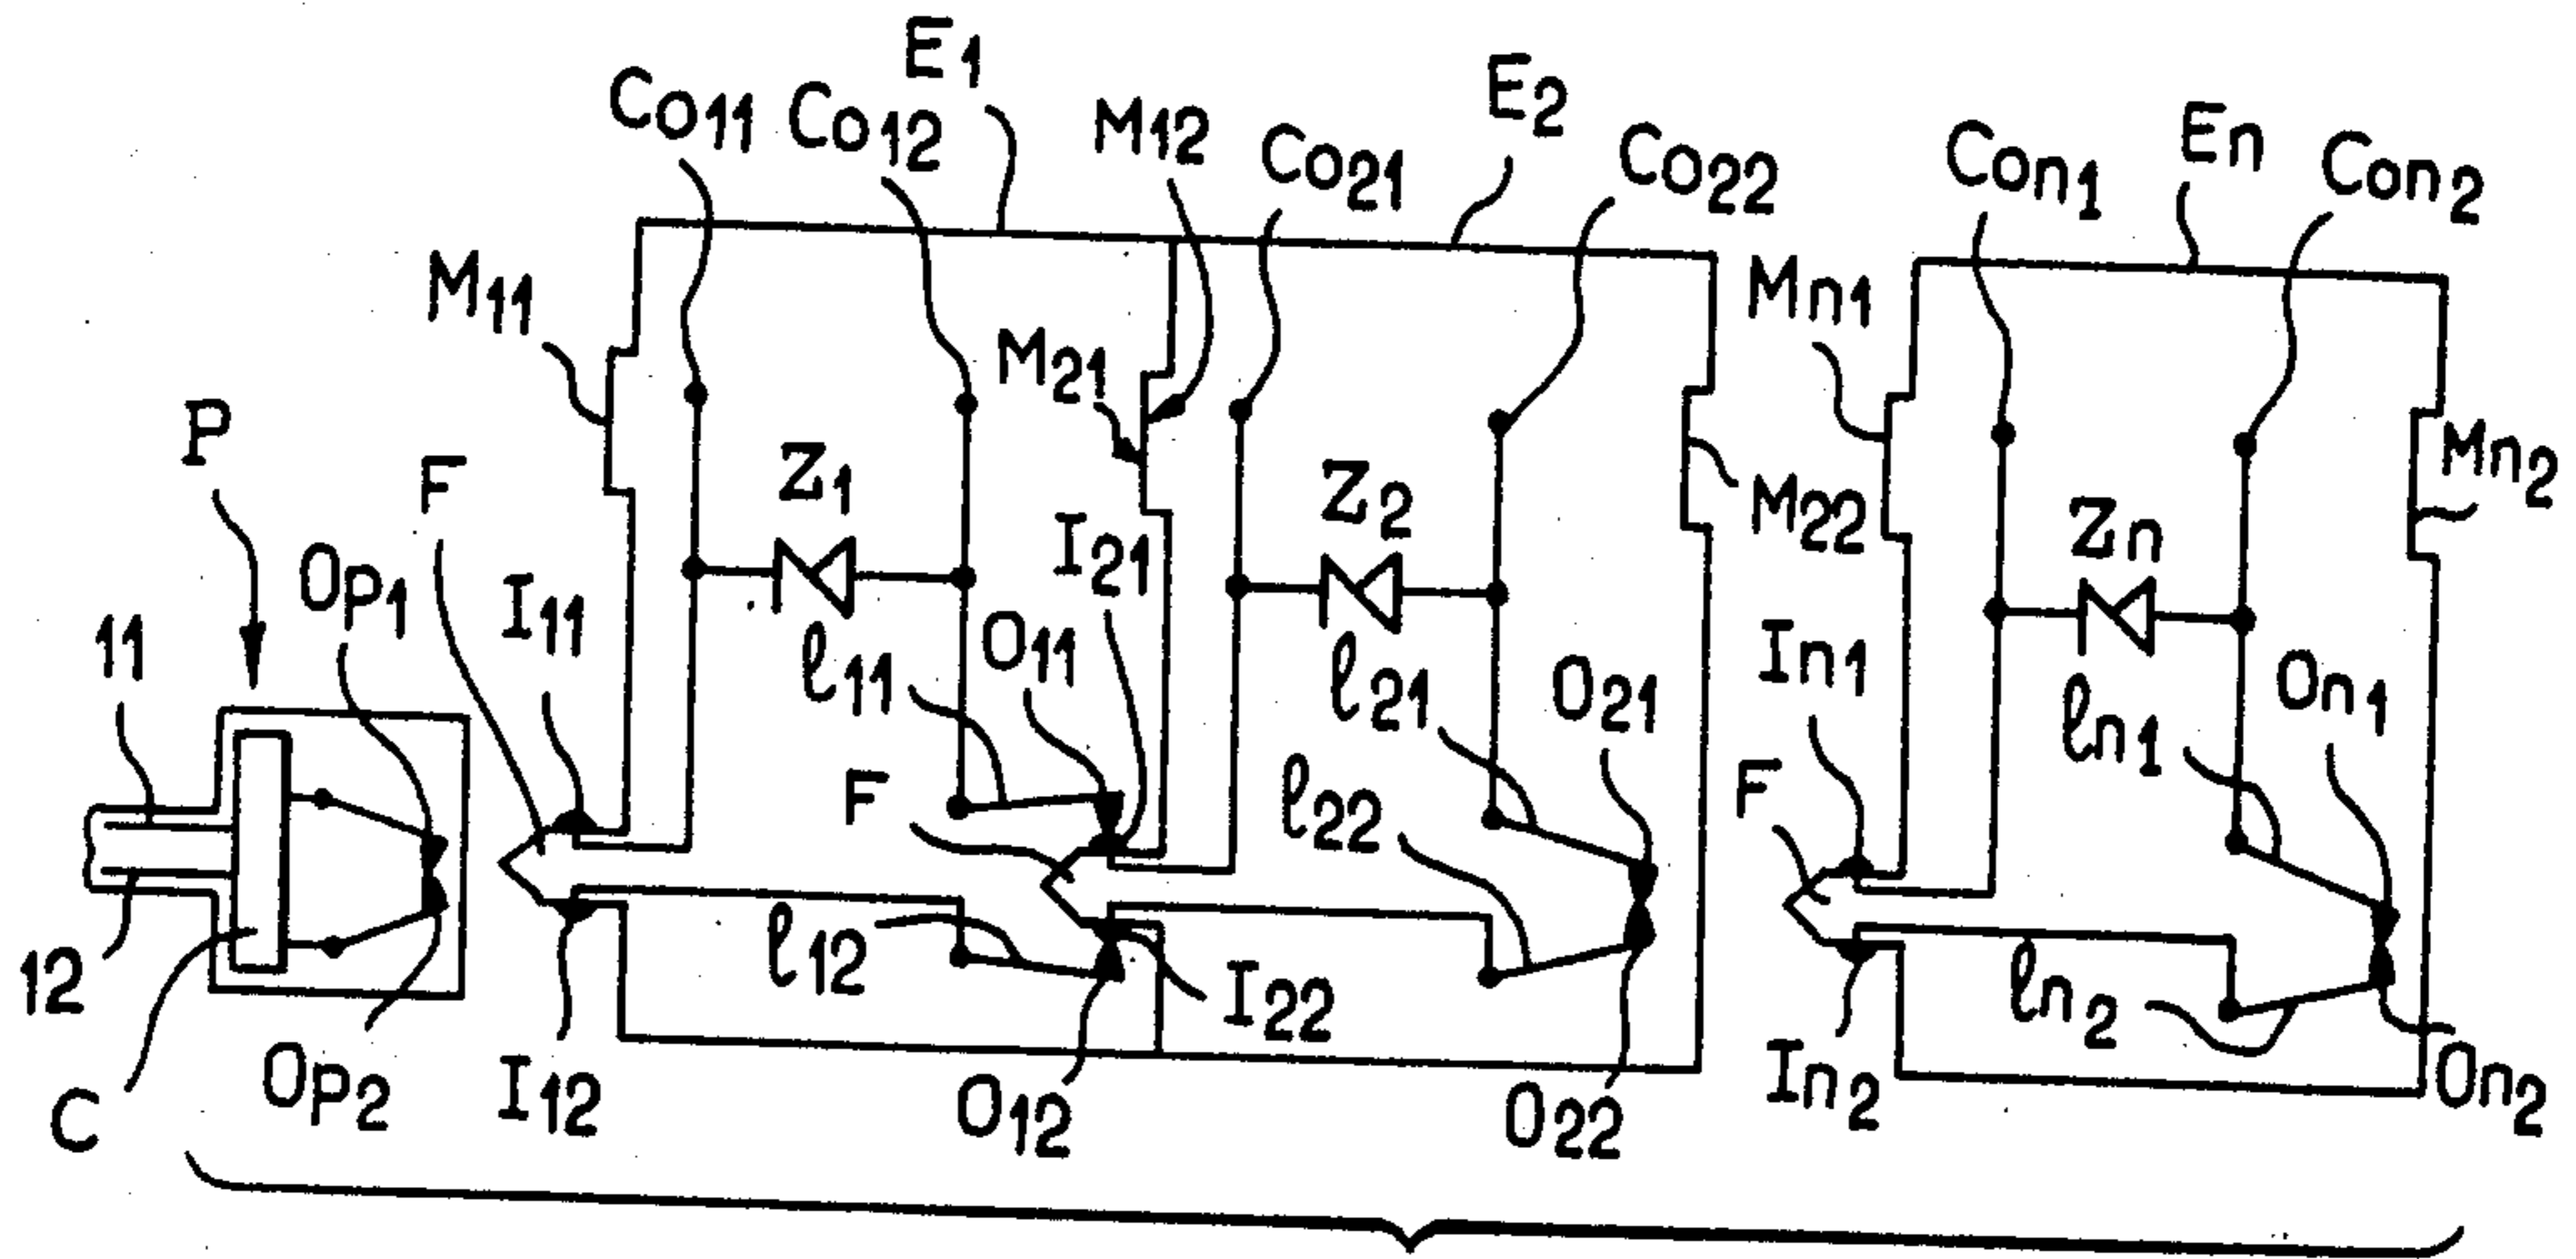 E1
E2
Co11
Co12
M12
Co21
Co22
Con1
En
Con2
M11
M21
Mn1
P
F
Z1
I21
Z2
M22
Zn
Mn2
Op1
I11
11
ℓ11
O11
ℓ21
O21
In1
ℓn1
On1
F
ℓ22
F
12
ℓ12
I22
ℓn2
C
Op2
I12
O12
O22
In2
On2